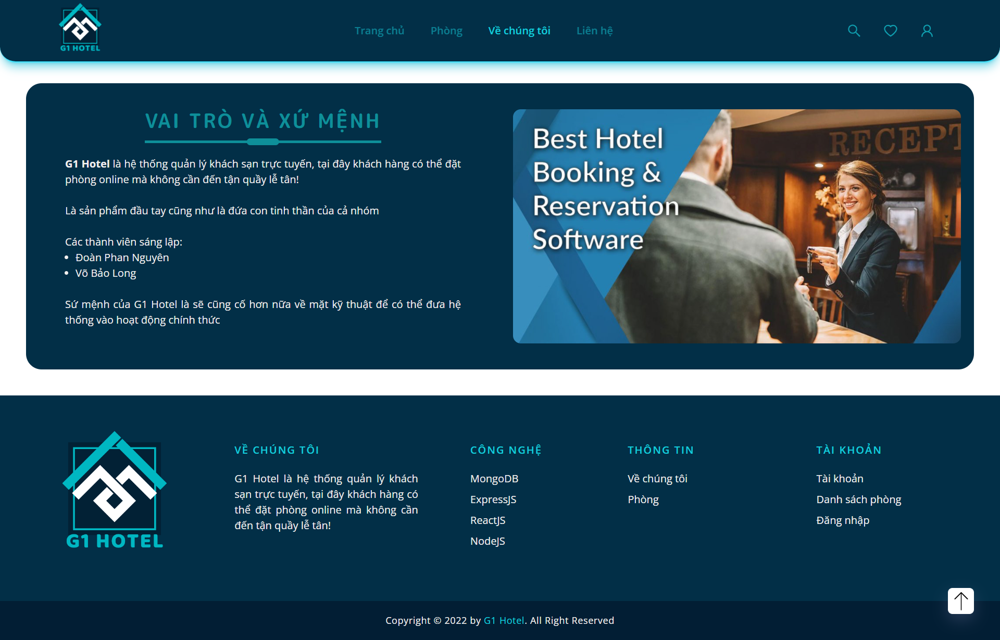 G1 HOTEL
Trang chủ
Phòng
Về chúng tôi
Liên hệ
VAI TRÒ VÀ XỨ MỆNH
G1 Hotel là hệ thống quản lý khách sạn trực tuyến, tại đây khách hàng có thể đặt
phòng online mà không cần đến tận quầy lễ tân!
Là sản phẩm đầu tay cũng như là đứa con tinh thần của cả nhóm
Các thành viên sáng lập:
Đoàn Phan Nguyên
Võ Bảo Long
Sứ mệnh của G1 Hotel là sẽ cũng cố hơn nữa về mặt kỹ thuật để có thể đưa hệ
thống vào hoạt động chính thức
Best Hotel
Booking &
Reservation
Software
RECEPT
G1 HOTEL
VỀ CHÚNG TÔI
G1 Hotel là hệ thống quản lý khách
sạn trực tuyến, tại đây khách hàng có
thể đặt phòng online mà không cần
đến tận quầy lễ tân!
CÔNG NGHỆ
MongoDB
ExpressJS
ReactJS
NodeJS
THÔNG TIN
Về chúng tôi
Phòng
TÀI KHOẢN
Tài khoản
Danh sách phòng
Đăng nhập
Copyright © 2022 by G1 Hotel. All Right Reserved